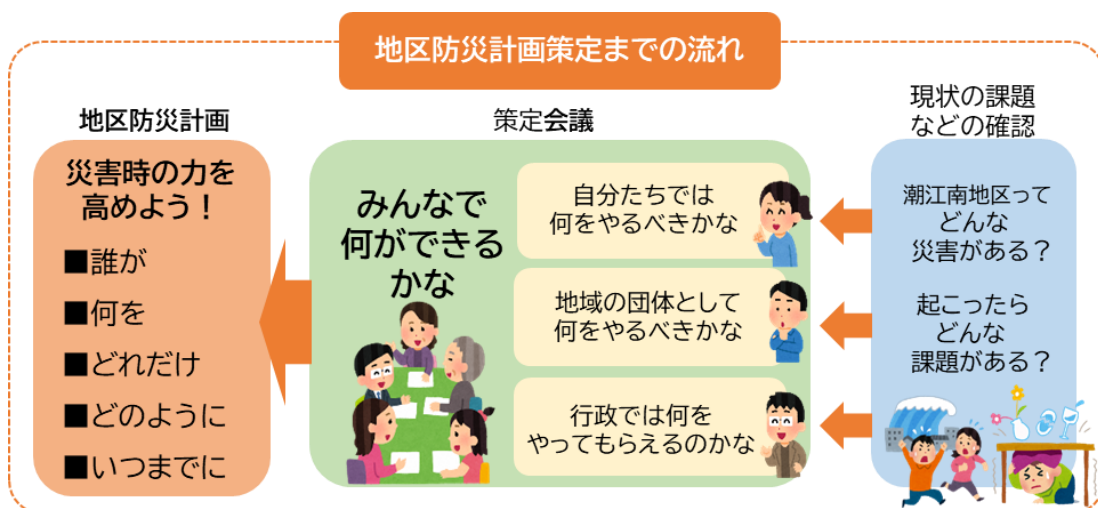 地区防災計画策定までの流れ
地区防災計画
災害時の力を
高めよう！
■誰が
■何を
■どれだけ
■どのように
■いつまでに
策定会議
みんなで
何ができる
かな
自分たちでは
何をやるべきかな
地域の団体として
何をやるべきかな
行政では何を
やってもらえるのかな
現状の課題
などの確認
潮江南地区って
どんな
災害がある？
起こったら
どんな
課題がある？